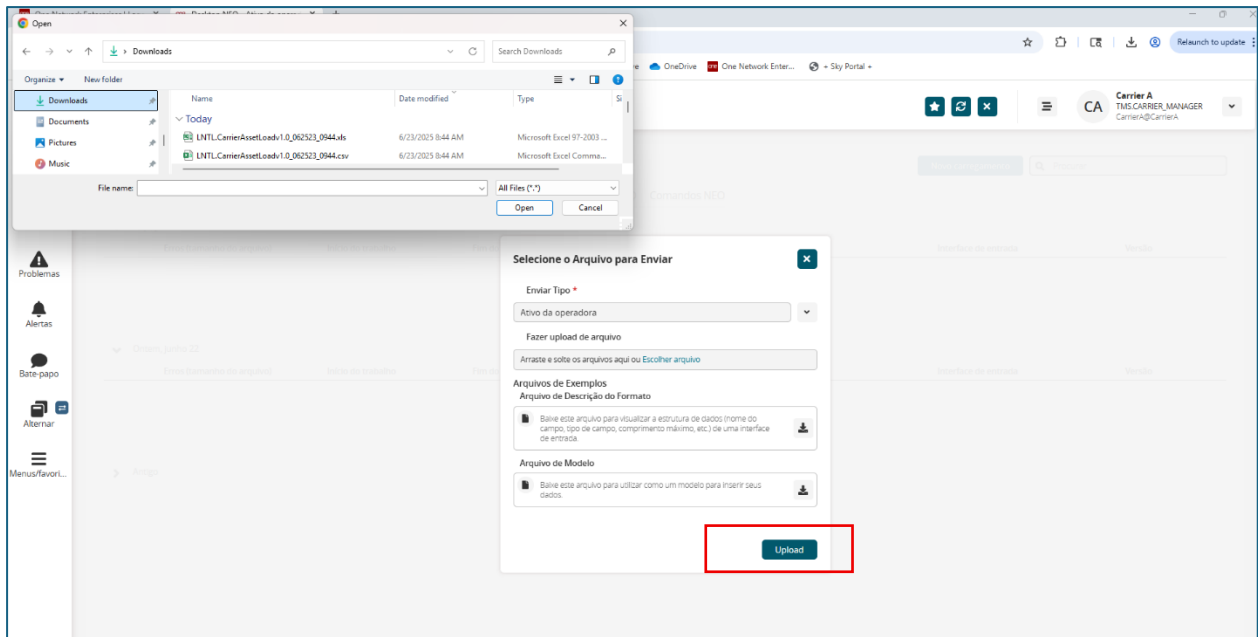 Open
Downloads
Search Downloads
Organize
New folder
Downloads
Documents
Pictures
Music
Name
Date modified
Type
Today
LNTL.CarrierAssetLoadv1.0_062523_0944.xls
6/23/2025 8:44 AM
Microsoft Excel 97-2003 ...
LNTL.CarrierAssetLoadv1.0_062523_0944.csv
6/23/2025 8:44 AM
Microsoft Excel Comma...
File name:
All Files (*.*)
Open
Cancel
OneDrive
One Network Enter...
+ Sky Portal +
Relaunch to update
CA
Carrier A
TMS.CARRIER_MANAGER
CarrierA@CarrierA
Comandos NEO
Problemas
Alertas
Bate-papo
Alternar
Menus/favori...
Selecione o Arquivo para Enviar
Enviar Tipo *
Ativo da operadora
Fazer upload de arquivo
Arraste e solte os arquivos aqui ou Escolher arquivo
Arquivos de Exemplos
Arquivo de Descrição do Formato
Baixe este arquivo para visualizar a estrutura de dados (nome do
campo, tipo de campo, comprimento máximo, etc.) de uma interface
de entrada.
Arquivo de Modelo
Baixe este arquivo para utilizar como um modelo para inserir seus
dados.
Upload